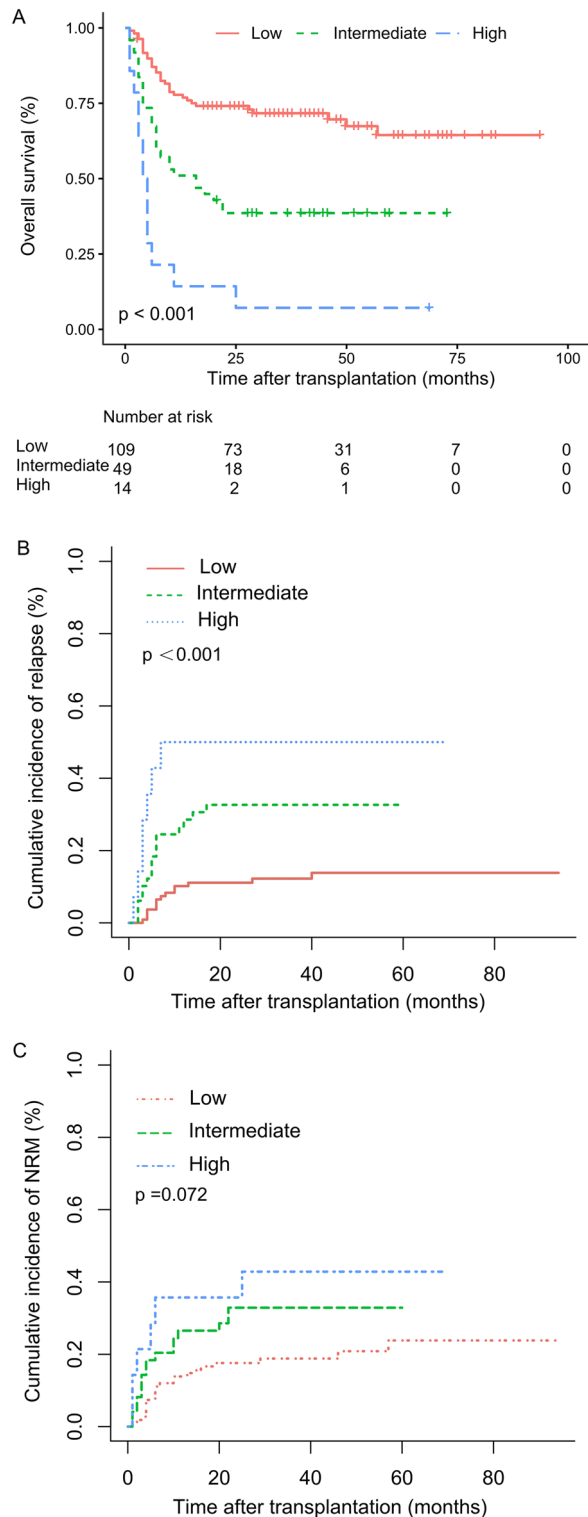 A
Low Intermediate High
Overall survival (%)
1.00
0.75
0.50
0.25
0.00
p < 0.001
0 25 50 75 100
Time after transplantation (months)
Number at risk
Low 109 73 31 7 0
Intermediate 49 18 6 0 0
High 14 2 1 0 0
B
Low
Intermediate
High
p <0.001
Cumulative incidence of relapse (%)
1.0
0.8
0.6
0.4
0.2
0.0
0 20 40 60 80
Time after transplantation (months)
C
Low
Intermediate
High
p =0.072
Cumulative incidence of NRM (%)
1.0
0.8
0.6
0.4
0.2
0.0
0 20 40 60 80
Time after transplantation (months)